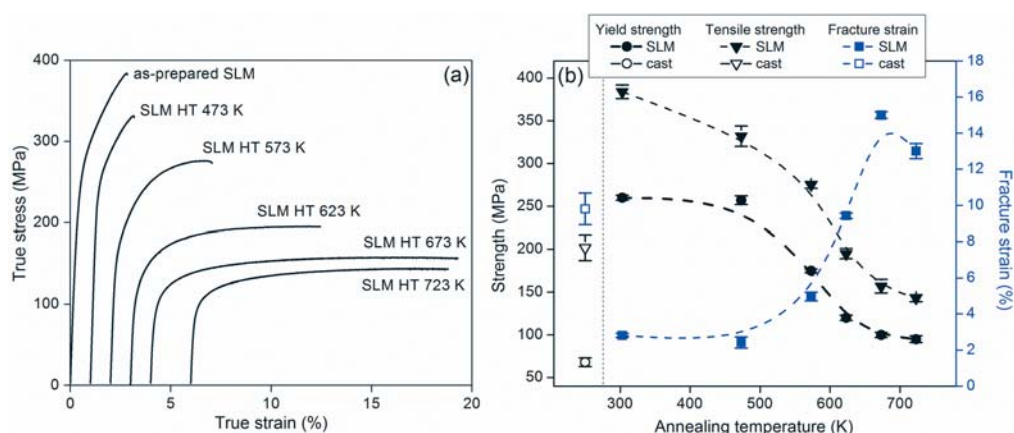 (a)
True stress (MPa)
400
300
200
100
0
as-prepared SLM
SLM HT 473 K
SLM HT 573 K
SLM HT 623 K
SLM HT 673 K
SLM HT 723 K
0 5 10 15 20
True strain (%)
Yield strength Tensile strength Fracture strain
SLM SLM SLM
cast cast cast
(b)
Strength (MPa)
400
350
300
250
200
150
100
50
300 400 500 600 700 800
Annealing temperature (K)
18
16
14
12
10
8
6
4
2
0
Fracture strain (%)